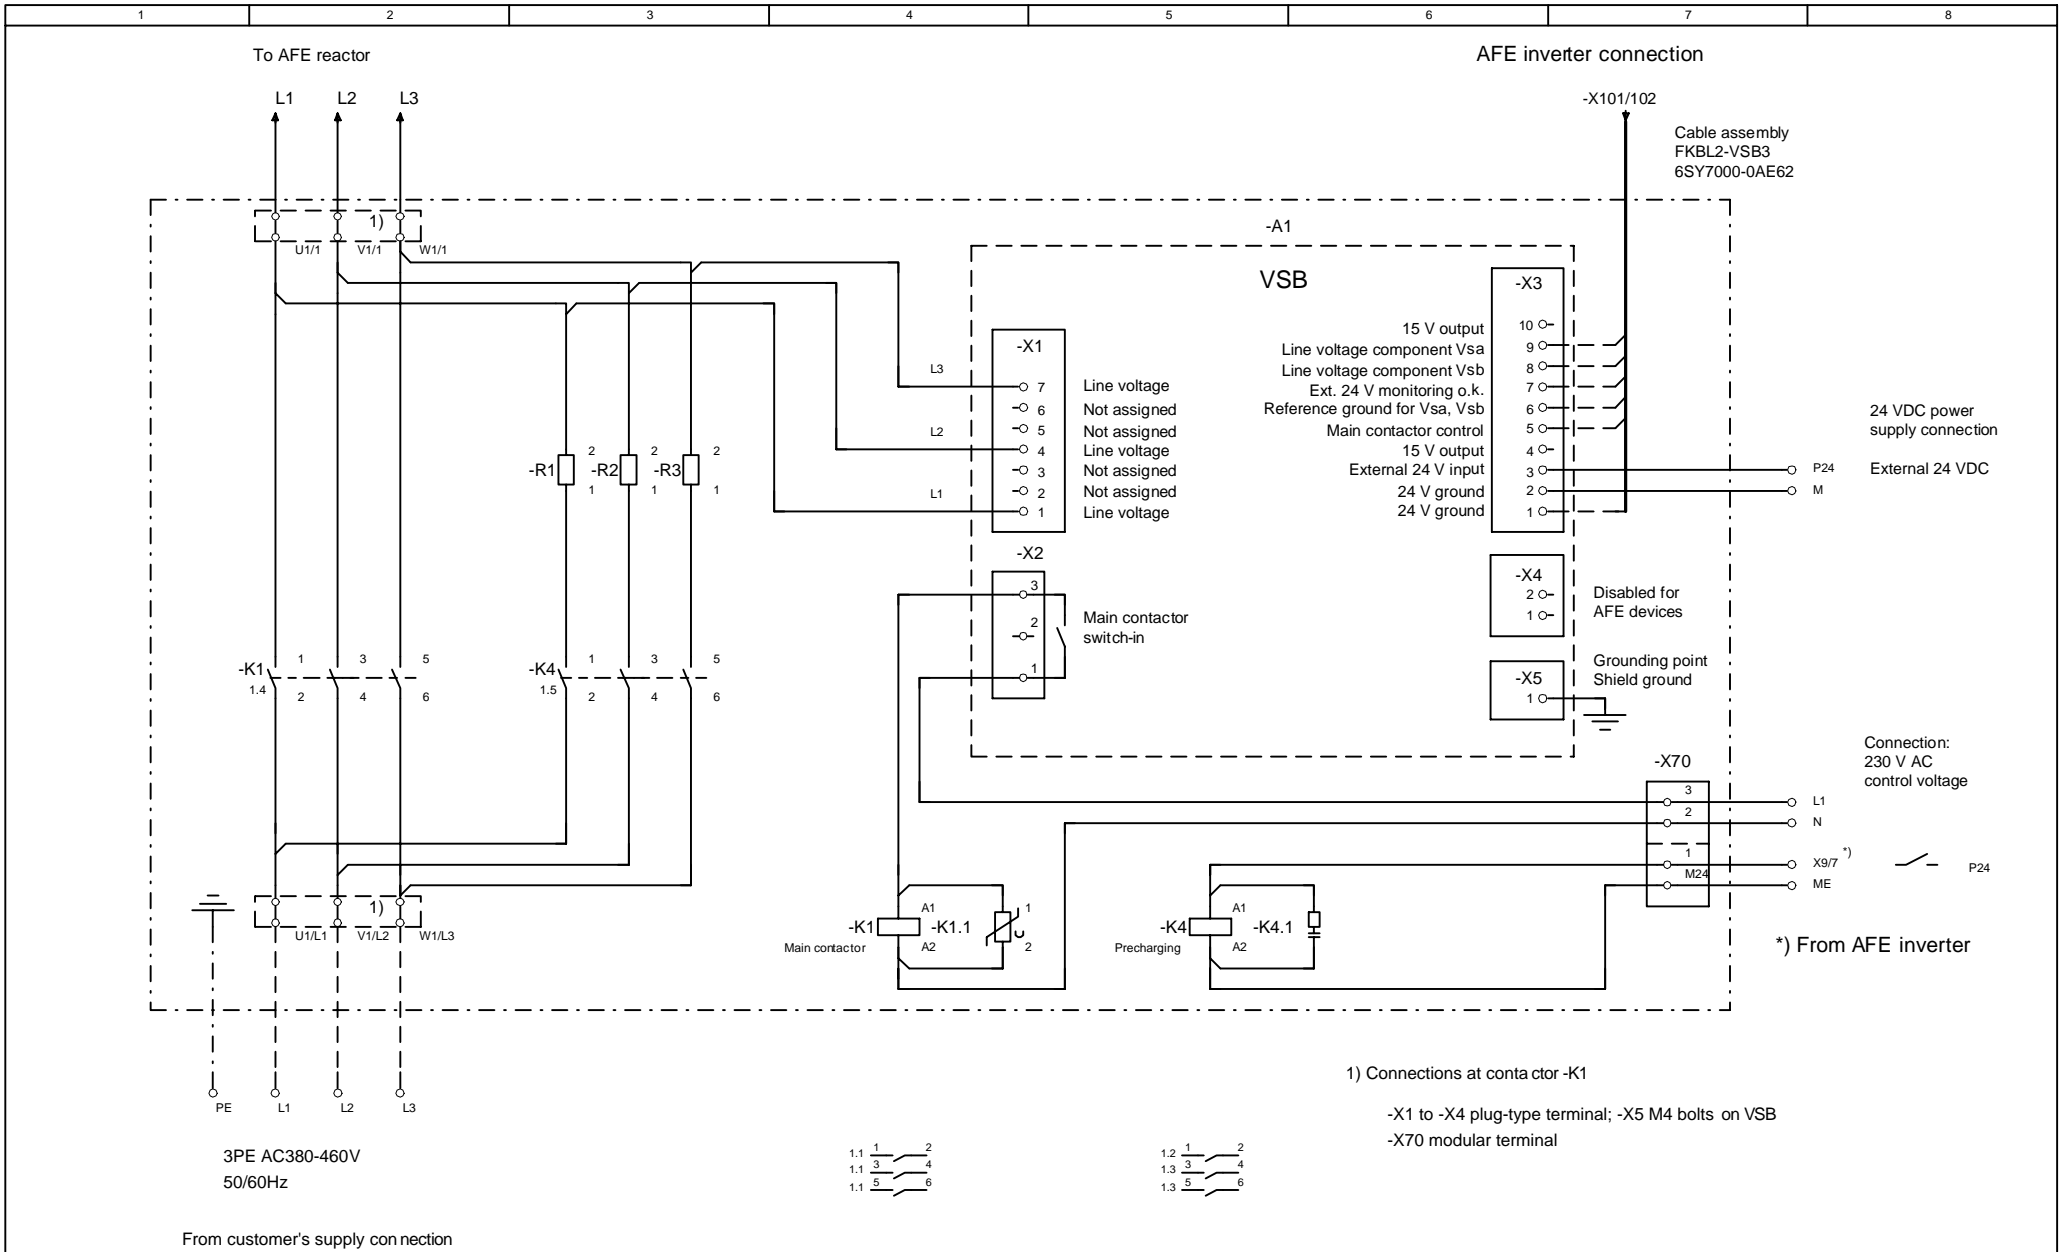 1 2 3 4 5 6 7 8
To AFE reactor
AFE inverter connection
L1 L2 L3
-X101/102
Cable assembly
FKBL2-VSB3
6SY7000-0AE62
1)
U1/1 V1/1 W1/1
-A1
VSB
-X3
15 V output 10
Line voltage component Vsa 9
Line voltage component Vsb 8
Ext. 24 V monitoring o.k. 7
Reference ground for Vsa, Vsb 6
Main contactor control 5
15 V output 4
External 24 V input 3
24 V ground 2
24 V ground 1
-X1
L3 7 Line voltage
6 Not assigned
5 Not assigned
L2 4 Line voltage
3 Not assigned
2 Not assigned
L1 1 Line voltage
24 VDC power
supply connection
P24 External 24 VDC
M
-R1 2 1 -R2 2 1 -R3 2 1
-X2
3
2
1
Main contactor
switch-in
-X4
2
1
Disabled for
AFE devices
-X5
1
Grounding point
Shield ground
-K1 1 3 5
1.4 2 4 6
-K4 1 3 5
1.5 2 4 6
-X70
3
2
1
M24
Connection:
230 V AC
control voltage
L1
N
X9/7 *) P24
ME
1)
U1/L1 V1/L2 W1/L3
-K1 A1 A2
Main contactor
-K1.1 1 2
-K4 A1 A2
Precharging
-K4.1
*) From AFE inverter
PE L1 L2 L3
1) Connections at contactor -K1
-X1 to -X4 plug-type terminal; -X5 M4 bolts on VSB
-X70 modular terminal
3PE AC380-460V
50/60Hz
1.1 1 2
1.1 3 4
1.1 5 6
1.2 1 2
1.3 3 4
1.3 5 6
From customer's supply connection